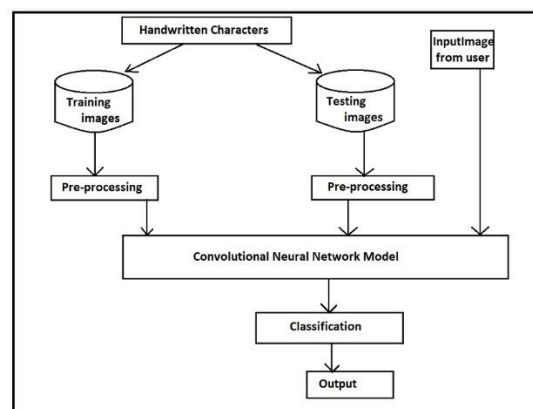 Handwritten Characters
InputImage
from user
Training
images
Testing
images
Pre-processing
Pre-processing
Convolutional Neural Network Model
Classification
Output